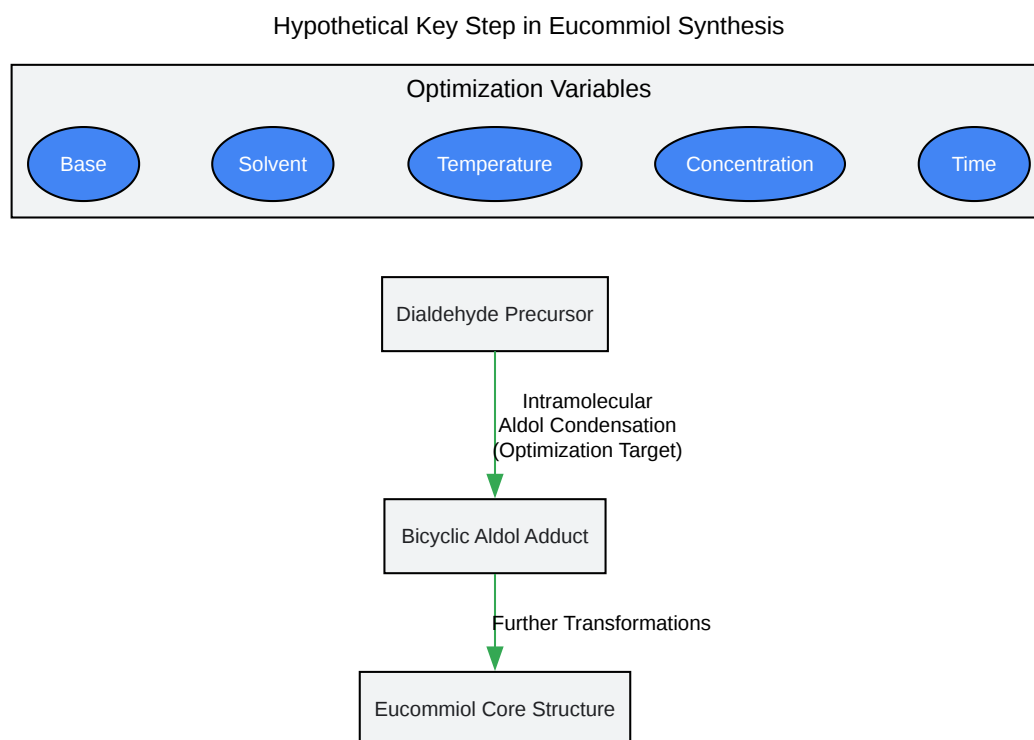 Hypothetical Key Step in Eucommiol Synthesis
Optimization Variables
Base
Solvent
Temperature
Concentration
Time
Dialdehyde Precursor
Intramolecular
Aldol Condensation
(Optimization Target)
Bicyclic Aldol Adduct
Further Transformations
Eucommiol Core Structure